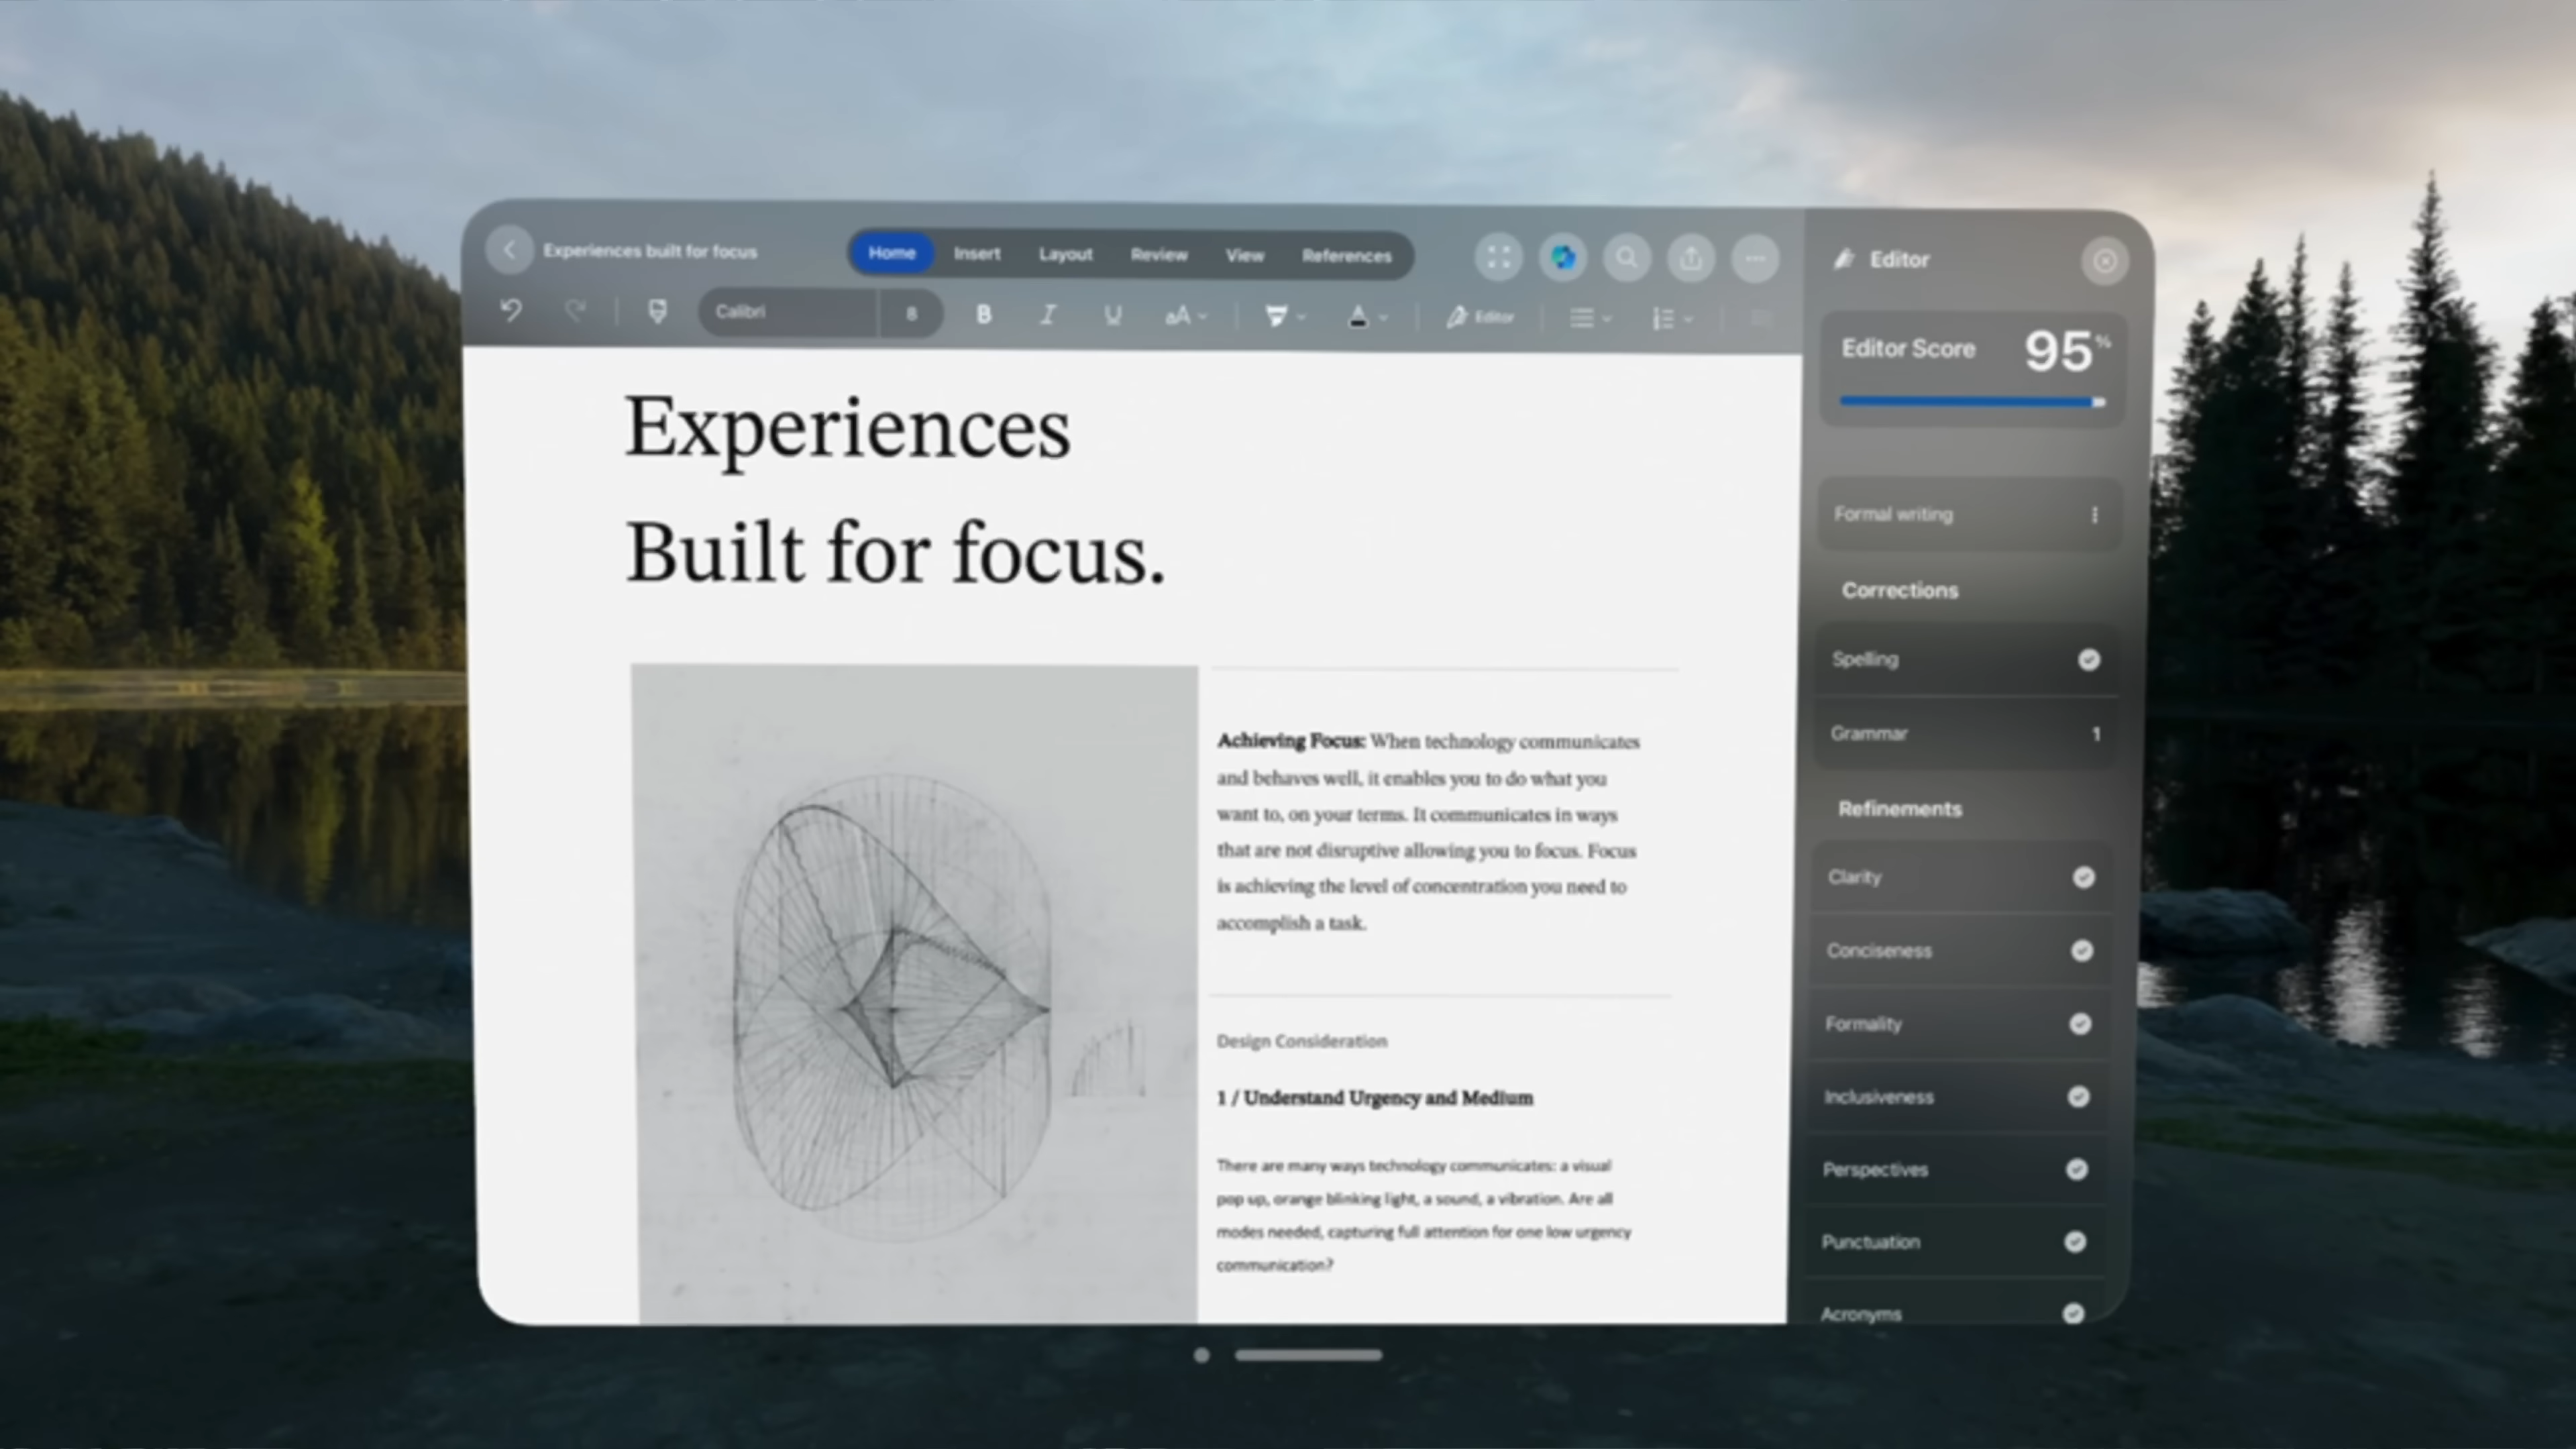 Experiences built for focus
Home Insert Layout Review View References
Calibri 8 B I U aA A Editor
Experiences
Built for focus.
Achieving Focus: When technology communicates
and behaves well, it enables you to do what you
want to, on your terms. It communicates in ways
that are not disruptive allowing you to focus. Focus
is achieving the level of concentration you need to
accomplish a task.
Design Consideration
1 / Understand Urgency and Medium
There are many ways technology communicates: a visual
pop up, orange blinking light, a sound, a vibration. Are all
modes needed, capturing full attention for one low urgency
communication?
Editor
Editor Score 95%
Formal writing
Corrections
Spelling
Grammar 1
Refinements
Clarity
Conciseness
Formality
Inclusiveness
Perspectives
Punctuation
Acronyms